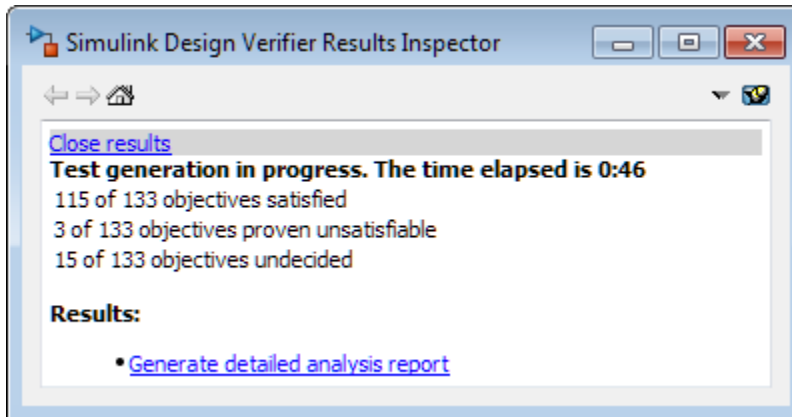 Simulink Design Verifier Results Inspector
Close results
Test generation in progress. The time elapsed is 0:46
115 of 133 objectives satisfied
3 of 133 objectives proven unsatisfiable
15 of 133 objectives undecided
Results:
• Generate detailed analysis report